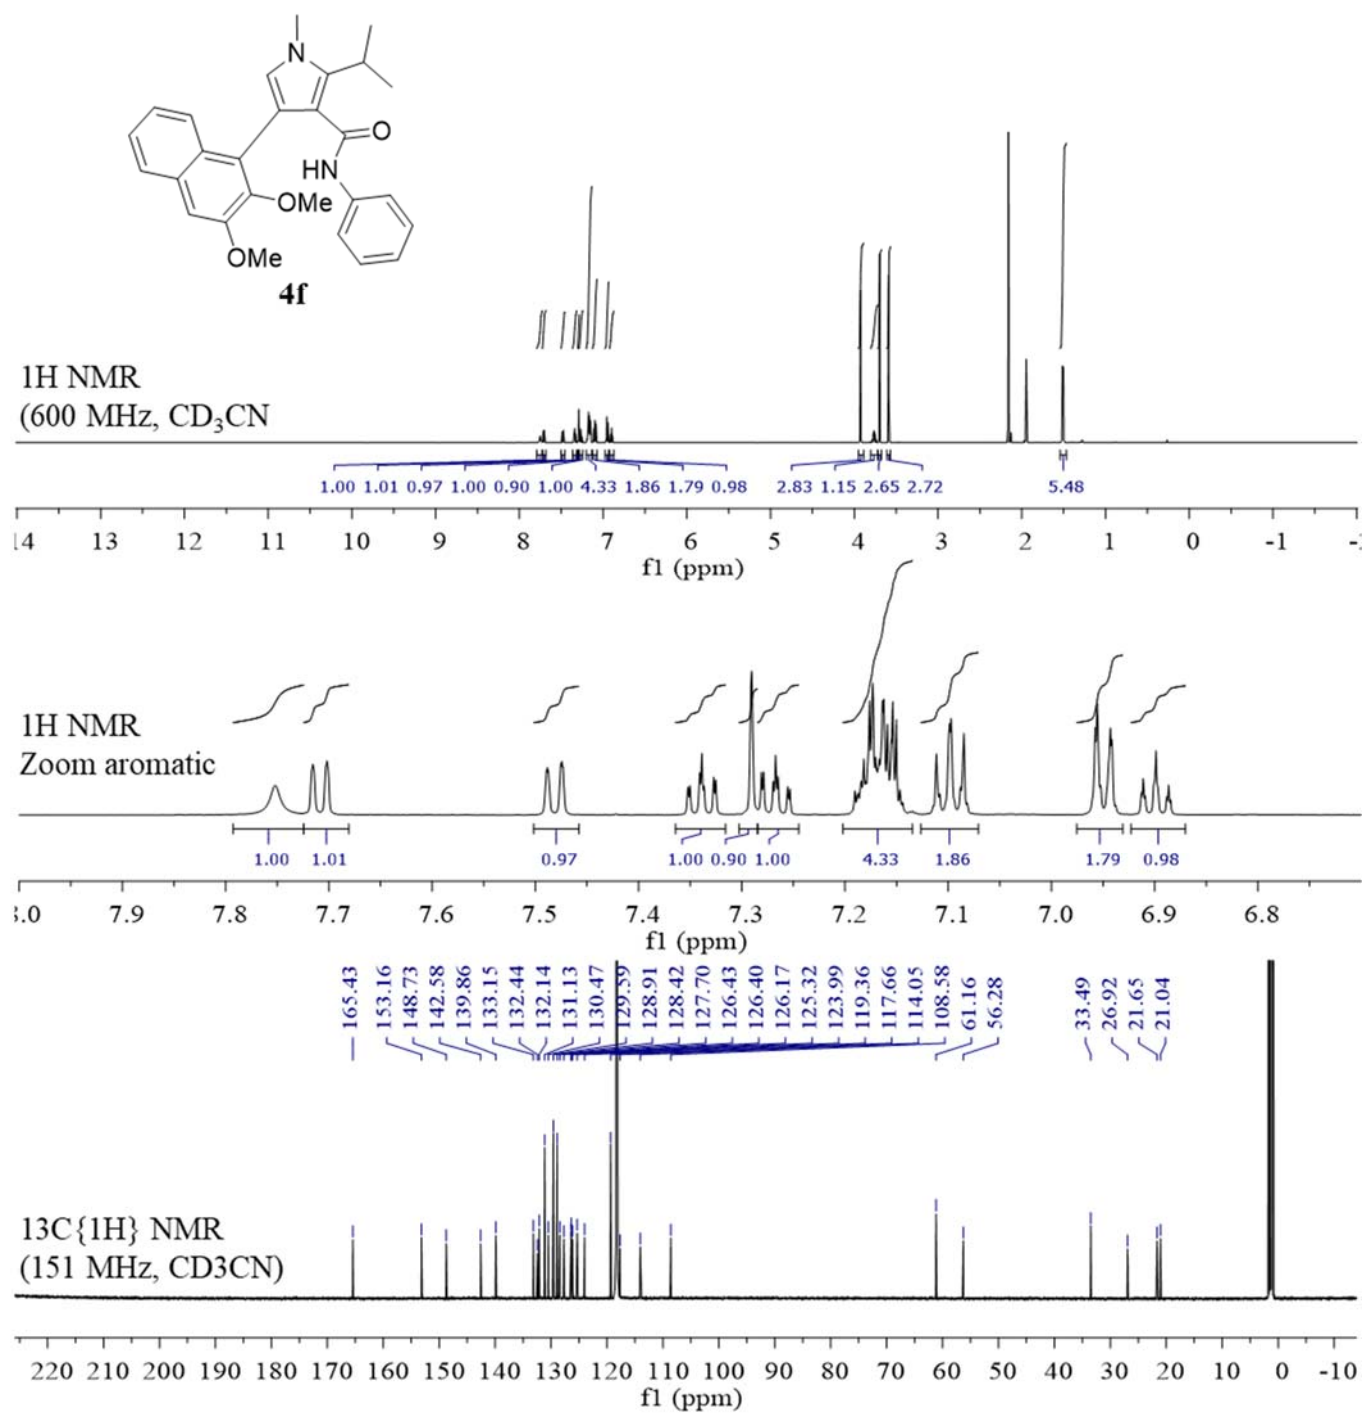 N
O
HN
OMe
OMe
4f
1H NMR
(600 MHz, CD3CN
1.00 1.01 0.97 1.00 0.90 1.00 4.33 1.86 1.79 0.98 2.83 1.15 2.65 2.72 5.48
14 13 12 11 10 9 8 7 6 5 4 3 2 1 0 -1
f1 (ppm)
1H NMR
Zoom aromatic
1.00 1.01 0.97 1.00 0.90 1.00 4.33 1.86 1.79 0.98
8.0 7.9 7.8 7.7 7.6 7.5 7.4 7.3 7.2 7.1 7.0 6.9 6.8
f1 (ppm)
165.43
153.16
148.73
142.58
139.86
133.15
132.44
132.14
131.13
130.47
129.59
128.91
128.42
127.70
126.43
126.40
126.17
125.32
123.99
119.36
117.66
114.05
108.58
61.16
56.28
33.49
26.92
21.65
21.04
13C{1H} NMR
(151 MHz, CD3CN)
220 210 200 190 180 170 160 150 140 130 120 110 100 90 80 70 60 50 40 30 20 10 0 -10
f1 (ppm)